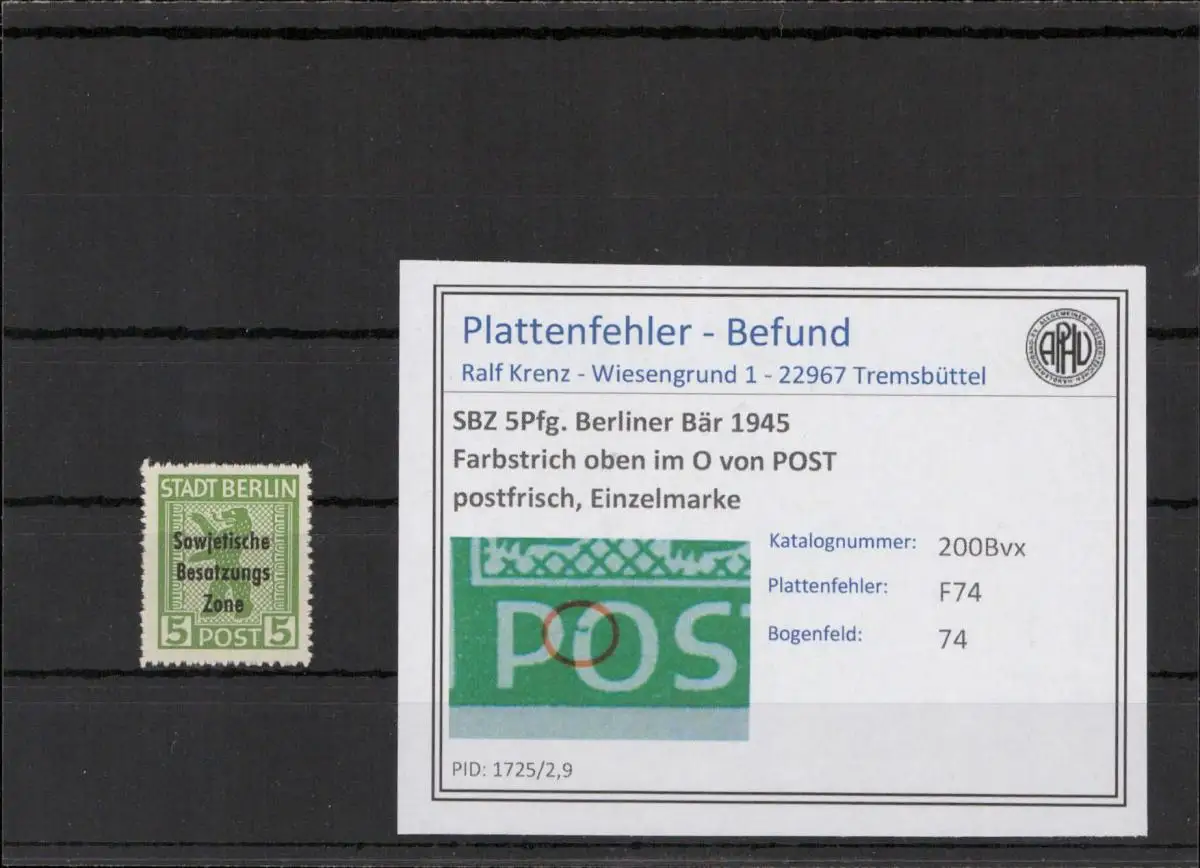 STADT BERLIN
Sowjetische
Besatzungs
Zone
5 POST 5
Plattenfehler - Befund
Ralf Krenz - Wiesengrund 1 - 22967 Tremsbüttel
APHV
SBZ 5Pfg. Berliner Bär 1945
Farbstrich oben im O von POST
postfrisch, Einzelmarke
POST
Katalognummer: 200Bvx
Plattenfehler: F74
Bogenfeld: 74
PID: 1725/2,9